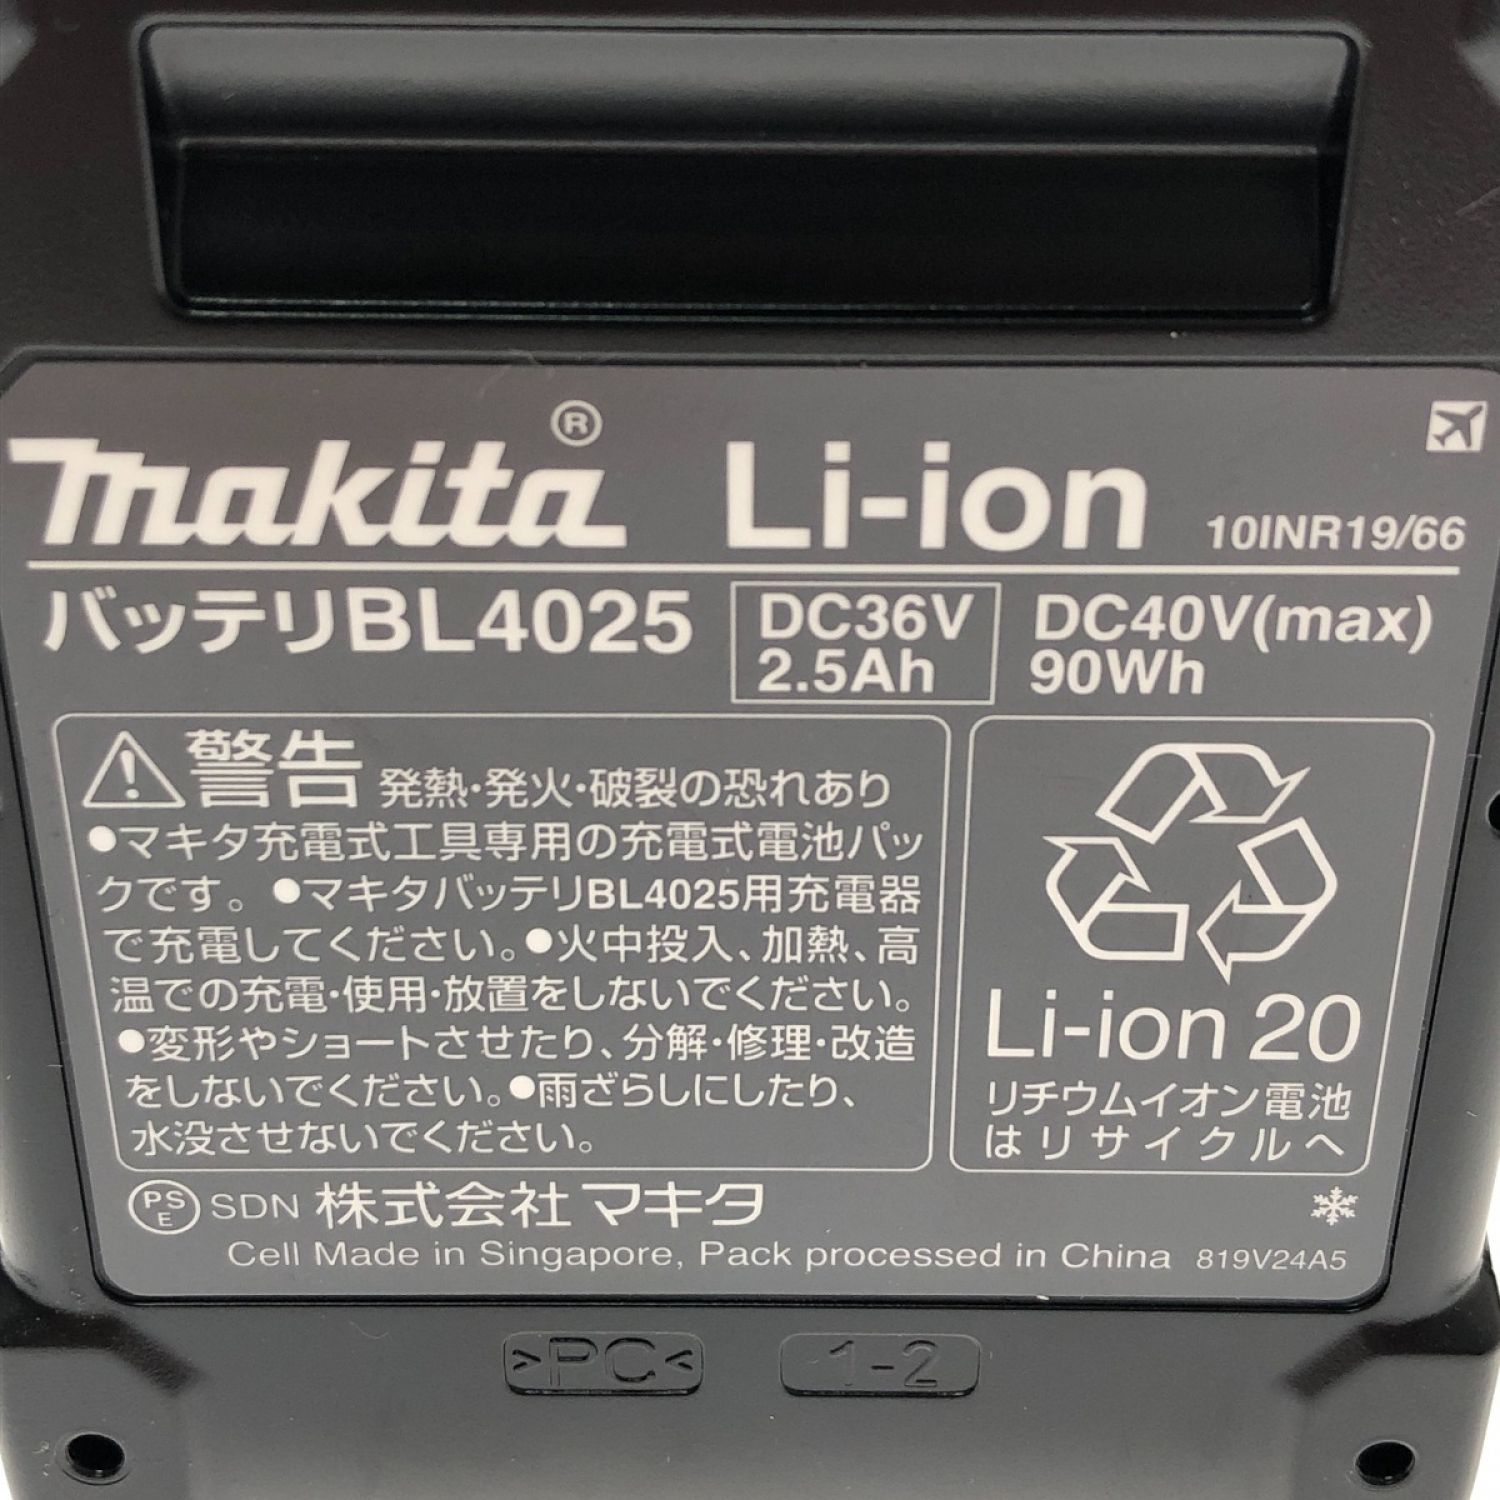 makita®
Li-ion 10INR19/66
バッテリBL4025
DC36V
2.5Ah
DC40V(max)
90Wh
警告 発熱・発火・破裂の恐れあり
●マキタ充電式工具専用の充電式電池パッ
クです。●マキタバッテリBL4025用充電器
で充電してください。●火中投入、加熱、高
温での充電・使用・放置をしないでください。
●変形やショートさせたり、分解・修理・改造
をしないでください。●雨ざらしにしたり、
水没させないでください。
Li-ion 20
リチウムイオン電池
はリサイクルへ
PSE SDN 株式会社マキタ
Cell Made in Singapore, Pack processed in China 819V24A5
>PC<
1-2